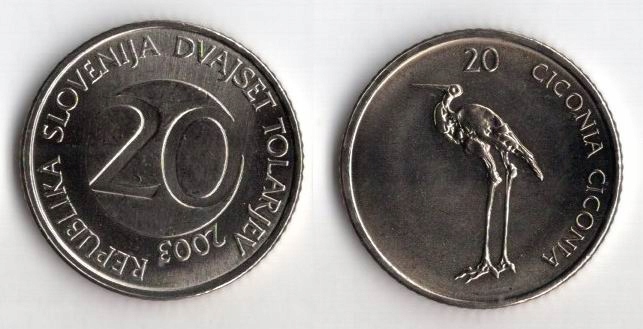 REPUBLIKA SLOVENIJA DVAJSET TOLARJEV 2003
20
20
CICONIA CICONIA